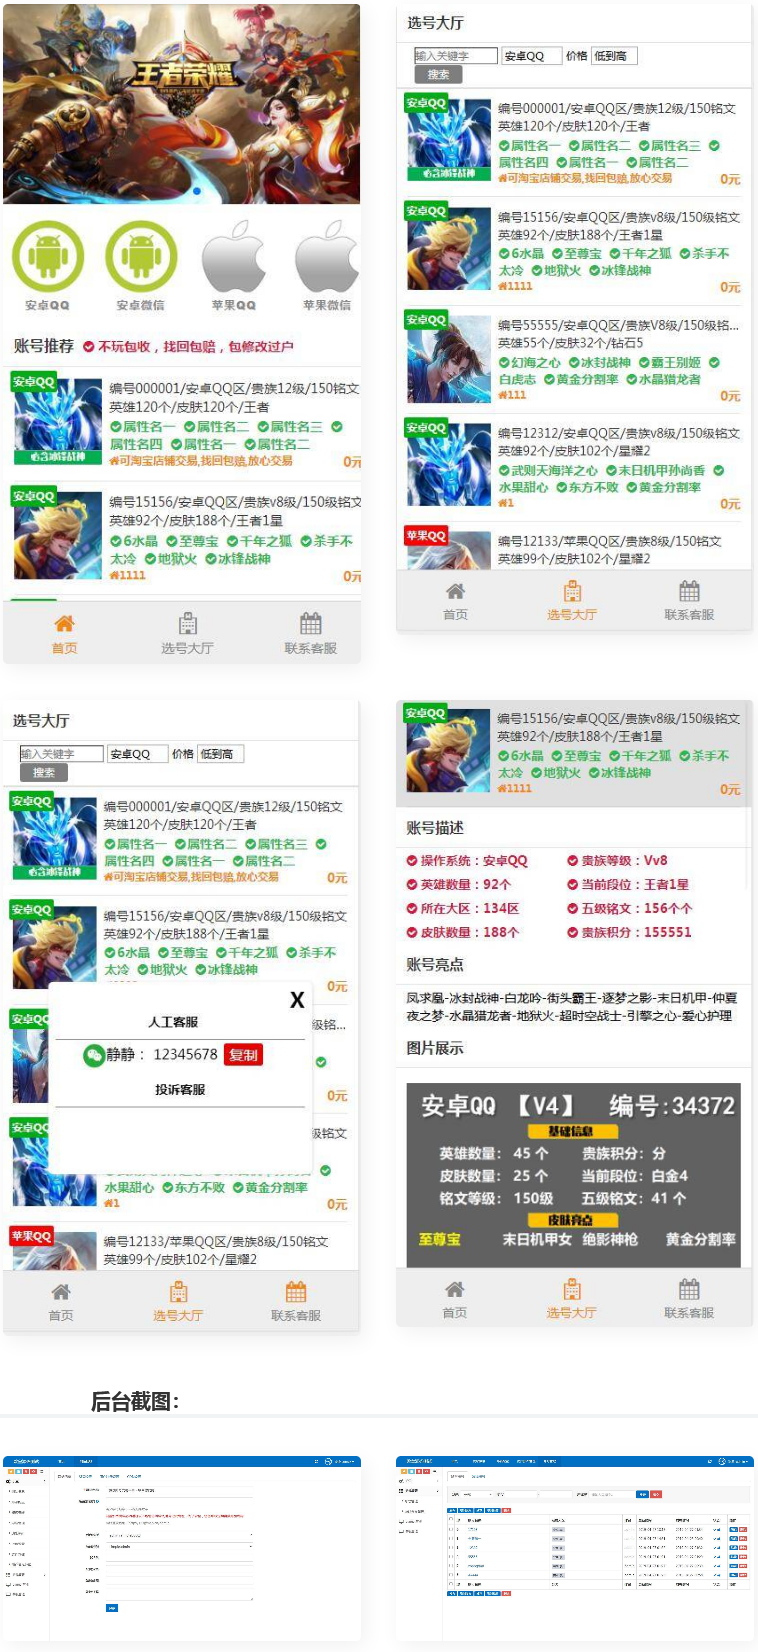 王者荣耀
安卓QQ 安卓微信 苹果QQ 苹果微信
账号推荐 不玩包收，找回包赔，包修改过户
安卓QQ
编号000001/安卓QQ区/贵族12级/150铭文
英雄120个/皮肤120个/王者
属性名一 属性名二 属性名三
属性名四 属性名一 属性名二
必含冰锋战神
可淘宝店铺交易,找回包赔,放心交易 0元
安卓QQ
编号15156/安卓QQ区/贵族v8级/150级铭文
英雄92个/皮肤188个/王者1星
6水晶 至尊宝 千年之狐 杀手不
太冷 地狱火 冰锋战神
1111 0元
首页 选号大厅 联系客服
选号大厅
输入关键字 安卓QQ 价格 低到高
搜索
安卓QQ
编号000001/安卓QQ区/贵族12级/150铭文
英雄120个/皮肤120个/王者
属性名一 属性名二 属性名三
属性名四 属性名一 属性名二
必含冰锋战神
可淘宝店铺交易,找回包赔,放心交易 0元
安卓QQ
编号15156/安卓QQ区/贵族v8级/150级铭文
英雄92个/皮肤188个/王者1星
6水晶 至尊宝 千年之狐 杀手不
太冷 地狱火 冰锋战神
1111 0元
安卓QQ
编号55555/安卓QQ区/贵族V8级/150级铭...
英雄55个/皮肤32个/钻石5
幻海之心 冰封战神 霸王别姬
白虎志 黄金分割率 水晶猎龙者
111 0元
安卓QQ
编号12312/安卓QQ区/贵族v8级/150级铭文
英雄92个/皮肤102个/星耀2
武则天海洋之心 末日机甲孙尚香
水果甜心 东方不败 黄金分割率
1 0元
苹果QQ
编号12133/苹果QQ区/贵族8级/150铭文
英雄99个/皮肤102个/星耀2
首页 选号大厅 联系客服
选号大厅
输入关键字 安卓QQ 价格 低到高
搜索
安卓QQ
编号000001/安卓QQ区/贵族12级/150铭文
英雄120个/皮肤120个/王者
属性名一 属性名二 属性名三
属性名四 属性名一 属性名二
必含冰锋战神
可淘宝店铺交易,找回包赔,放心交易 0元
安卓QQ
编号15156/安卓QQ区/贵族v8级/150级铭文
英雄92个/皮肤188个/王者1星
6水晶 至尊宝 千年之狐 杀手不
太冷 地狱火 冰锋战神
0元
X
人工客服
静静： 12345678 复制
投诉客服
安卓QQ
级铭...
0元
安卓QQ
级铭文
水果甜心 东方不败 黄金分割率
1 0元
苹果QQ
编号12133/苹果QQ区/贵族8级/150铭文
英雄99个/皮肤102个/星耀2
首页 选号大厅 联系客服
安卓QQ
编号15156/安卓QQ区/贵族v8级/150级铭文
英雄92个/皮肤188个/王者1星
6水晶 至尊宝 千年之狐 杀手不
太冷 地狱火 冰锋战神
1111 0元
账号描述
操作系统：安卓QQ 贵族等级：Vv8
英雄数量：92个 当前段位：王者1星
所在大区：134区 五级铭文：156个个
皮肤数量：188个 贵族积分：155551
账号亮点
凤求凰-冰封战神-白龙吟-街头霸王-逐梦之影-末日机甲-仲夏
夜之梦-水晶猎龙者-地狱火-超时空战士-引擎之心-爱心护理
图片展示
安卓QQ 【V4】 编号:34372
基础信息
英雄数量： 45 个 贵族积分：分
皮肤数量： 25 个 当前段位：白金4
铭文等级： 150级 五级铭文：41 个
皮肤亮点
至尊宝 末日机甲女 绝影神枪 黄金分割率
首页 选号大厅 联系客服
后台截图：